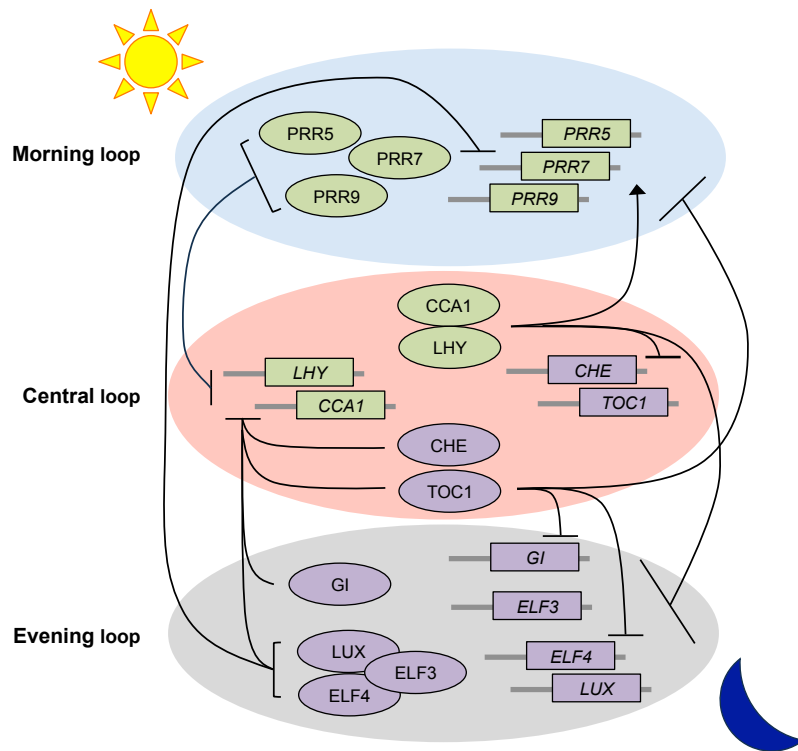 PRR5
PRR7
PRR9
PRR5
PRR7
PRR9
Morning loop
CCA1
LHY
LHY
CCA1
CHE
TOC1
Central loop
CHE
TOC1
GI
GI
ELF3
Evening loop
LUX
ELF3
ELF4
ELF4
LUX